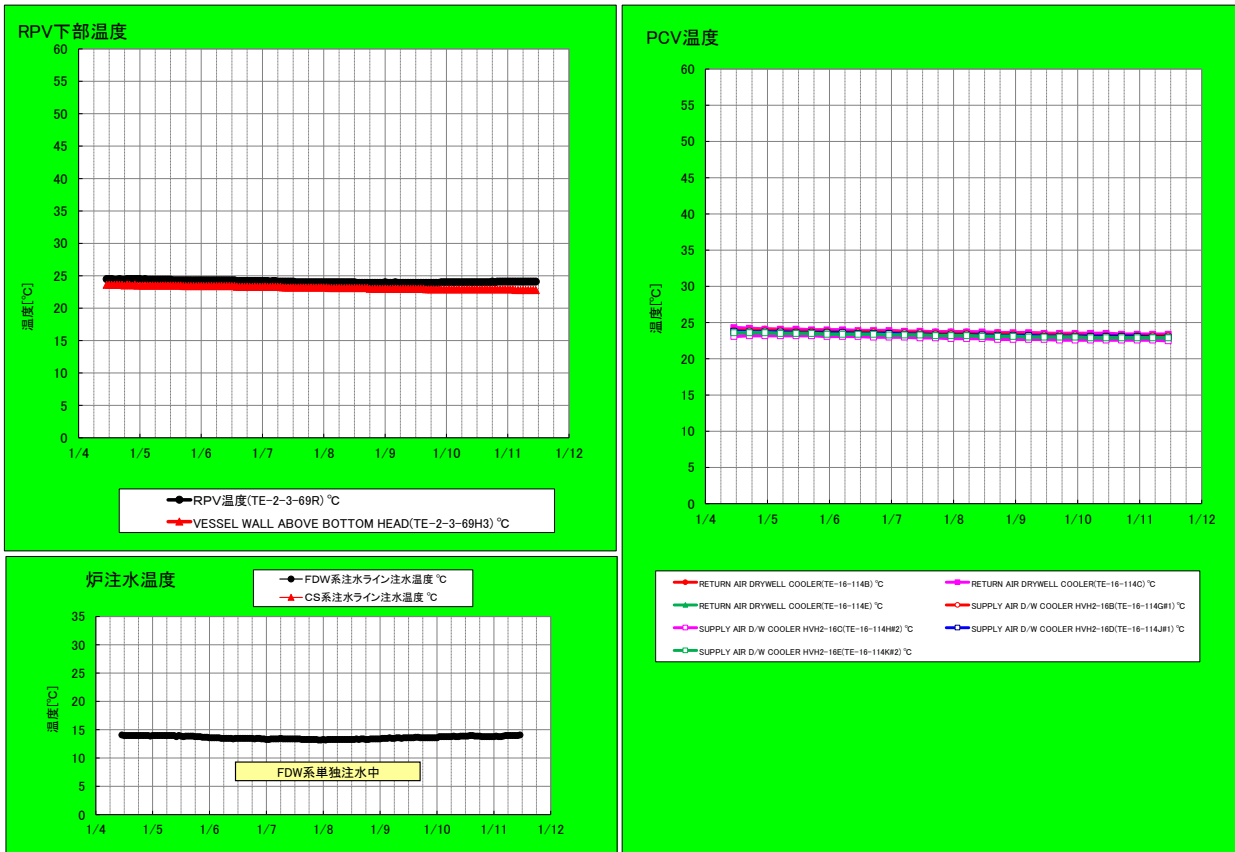 RPV下部温度
60
55
50
45
40
35
30
25
20
15
10
5
0
温度[℃]
1/4 1/5 1/6 1/7 1/8 1/9 1/10 1/11 1/12
RPV温度(TE-2-3-69R) ℃
VESSEL WALL ABOVE BOTTOM HEAD(TE-2-3-69H3) ℃
炉注水温度
FDW系注水ライン注水温度 ℃
CS系注水ライン注水温度 ℃
35
30
25
20
15
10
5
0
温度[℃]
FDW系単独注水中
1/4 1/5 1/6 1/7 1/8 1/9 1/10 1/11 1/12
PCV温度
60
55
50
45
40
35
30
25
20
15
10
5
0
温度[℃]
1/4 1/5 1/6 1/7 1/8 1/9 1/10 1/11 1/12
RETURN AIR DRYWELL COOLER(TE-16-114B) ℃
RETURN AIR DRYWELL COOLER(TE-16-114C) ℃
RETURN AIR DRYWELL COOLER(TE-16-114E) ℃
SUPPLY AIR D/W COOLER HVH2-16B(TE-16-114G#1) ℃
SUPPLY AIR D/W COOLER HVH2-16C(TE-16-114H#2) ℃
SUPPLY AIR D/W COOLER HVH2-16D(TE-16-114J#1) ℃
SUPPLY AIR D/W COOLER HVH2-16E(TE-16-114K#2) ℃